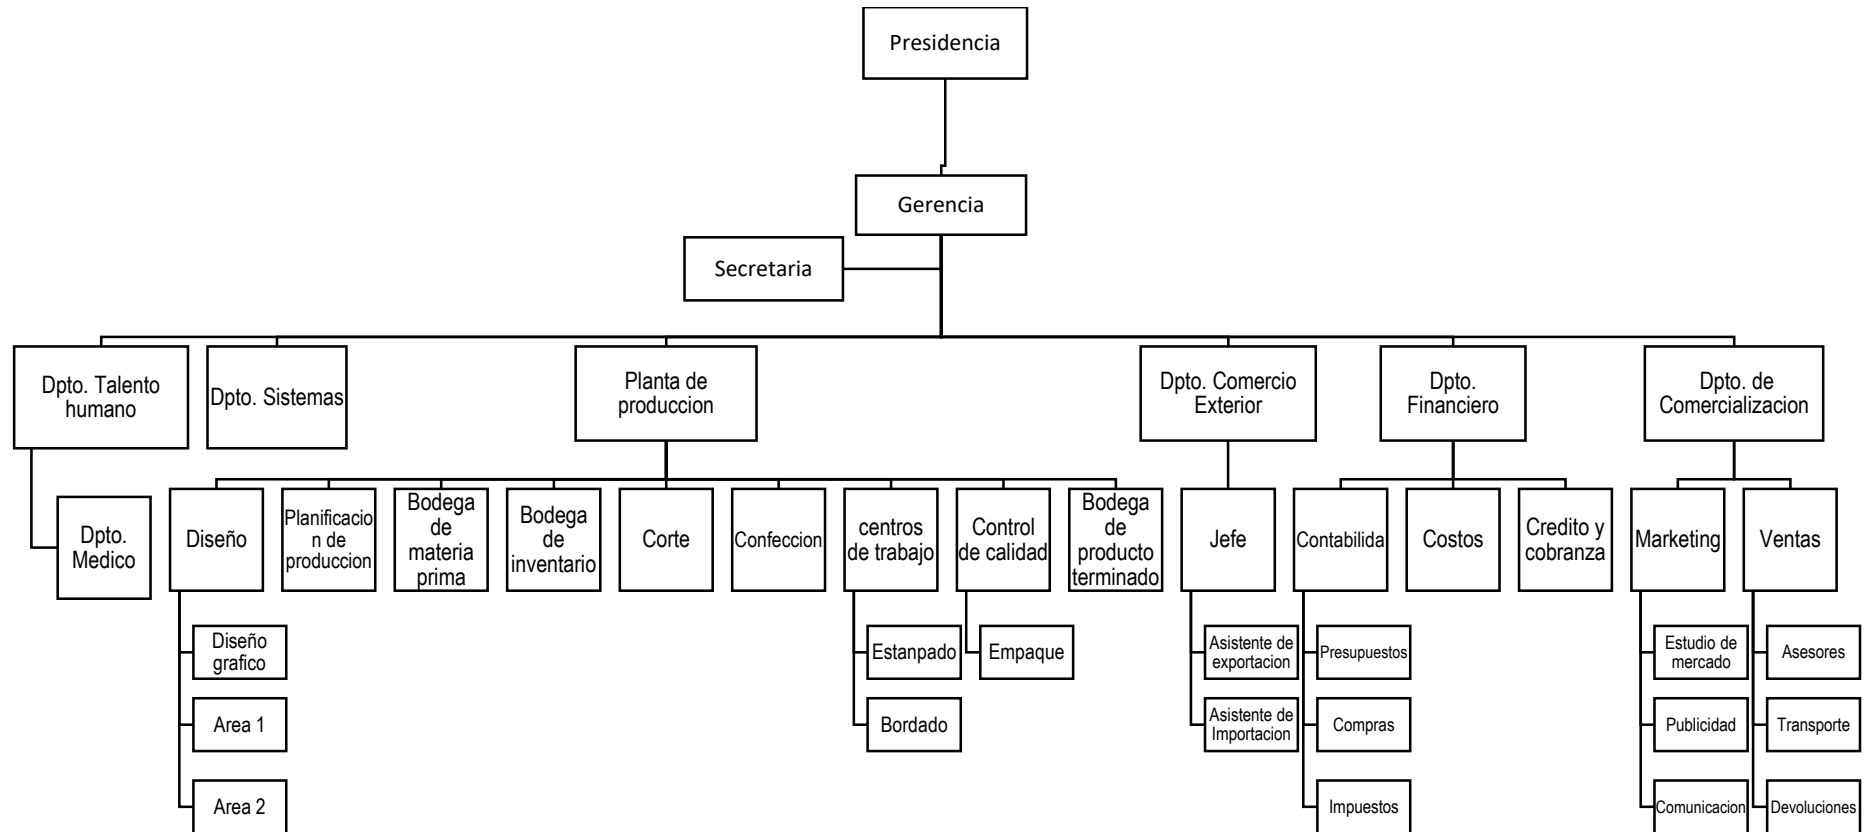 Presidencia
Gerencia
Secretaria
Dpto. Talento
humano
Dpto. Sistemas
Planta de
produccion
Dpto. Comercio
Exterior
Dpto.
Financiero
Dpto. de
Comercializacion
Dpto.
Medico
Diseño
Planificacio
n de
produccion
Bodega
de
materia
prima
Bodega
de
inventario
Corte
Confeccion
centros
de trabajo
Control
de calidad
Bodega
de
producto
terminado
Jefe
Contabilida
Costos
Credito y
cobranza
Marketing
Ventas
Diseño
grafico
Estanpado
Empaque
Asistente de
exportacion
Presupuestos
Estudio de
mercado
Asesores
Area 1
Bordado
Asistente de
Importacion
Compras
Publicidad
Transporte
Area 2
Impuestos
Comunicacion
Devoluciones